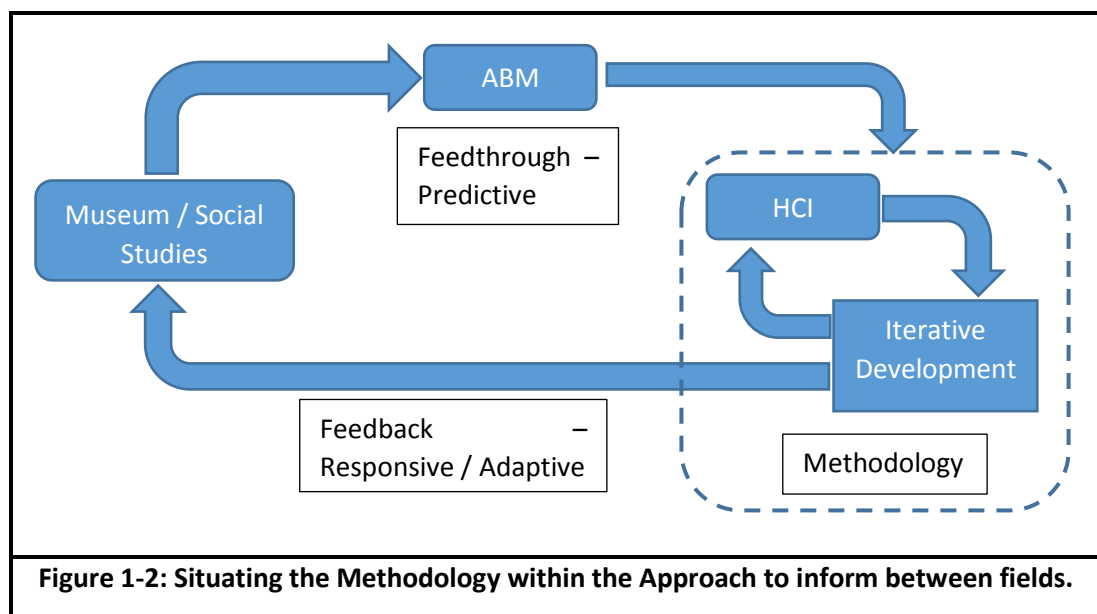 ABM
Feedthrough –
Predictive
Museum / Social
Studies
HCI
Iterative
Development
Feedback –
Responsive / Adaptive
Methodology
Figure 1-2: Situating the Methodology within the Approach to inform between fields.